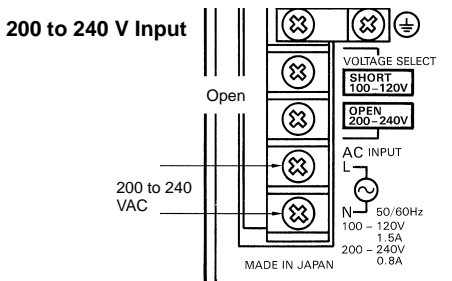 200 to 240 V Input
VOLTAGE SELECT
SHORT
100–120V
Open
OPEN
200–240V
AC INPUT
L
200 to 240
VAC
N 50/60Hz
100 – 120V
1.5A
200 – 240V
0.8A
MADE IN JAPAN